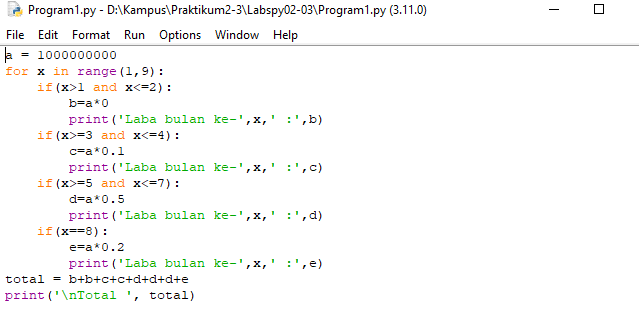 Program1.py - D:\Kampus\Praktikum2-3\Labspy02-03\Program1.py (3.11.0)
File Edit Format Run Options Window Help
a = 1000000000
for x in range(1,9):
    if(x>1 and x<=2):
        b=a*0
        print('Laba bulan ke-',x,' :',b)
    if(x>=3 and x<=4):
        c=a*0.1
        print('Laba bulan ke-',x,' :',c)
    if(x>=5 and x<=7):
        d=a*0.5
        print('Laba bulan ke-',x,' :',d)
    if(x==8):
        e=a*0.2
        print('Laba bulan ke-',x,' :',e)
total = b+b+c+c+d+d+d+e
print('\nTotal ', total)